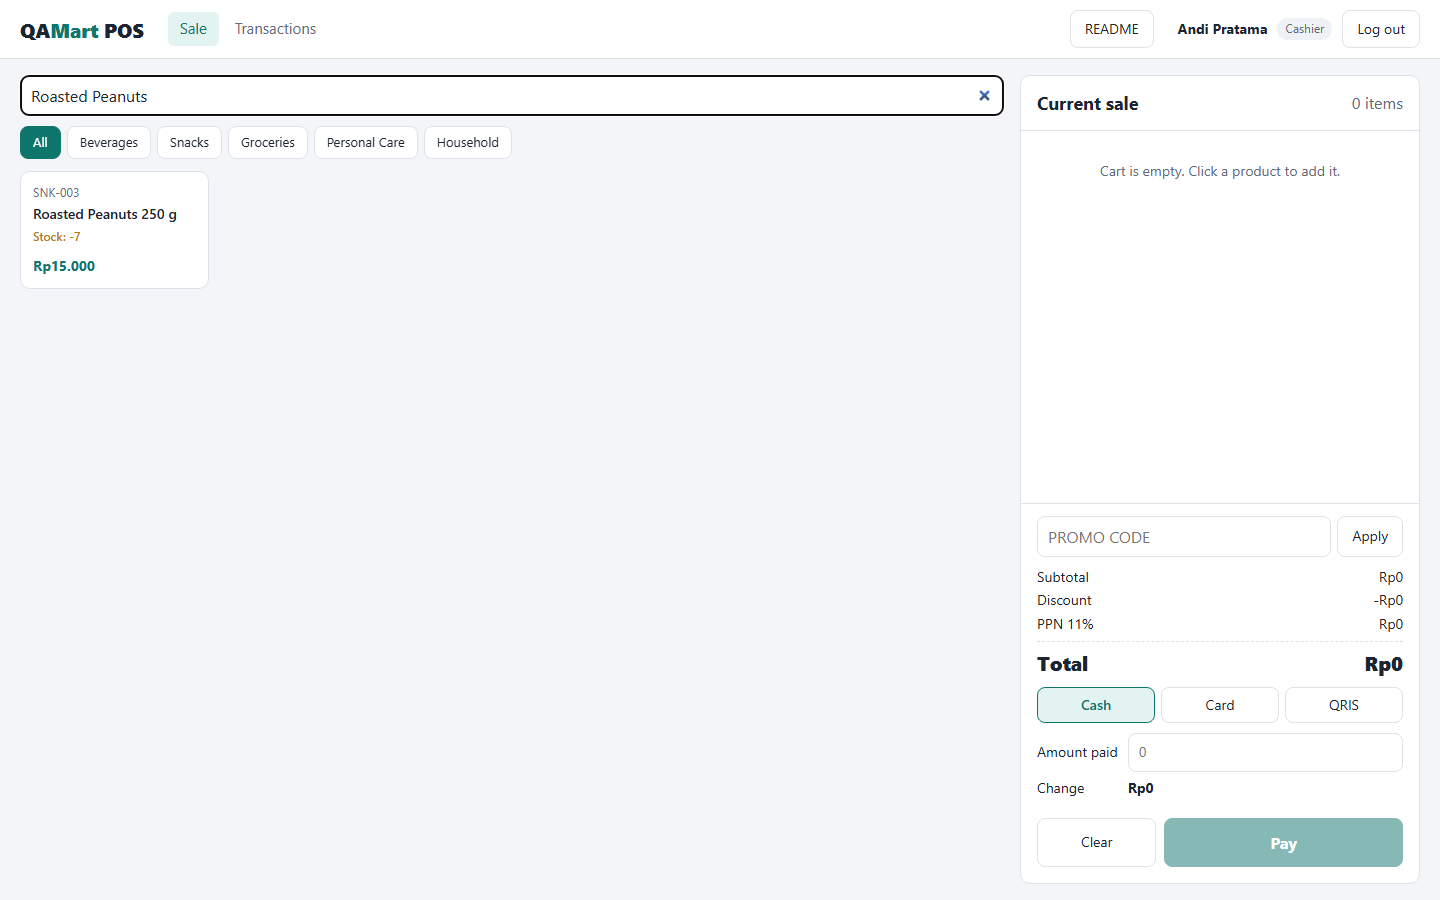 QAMart POS
Sale
Transactions
README
Andi Pratama
Cashier
Log out
Roasted Peanuts
All
Beverages
Snacks
Groceries
Personal Care
Household
SNK-003
Roasted Peanuts 250 g
Stock: -7
Rp15.000
Current sale
0 items
Cart is empty. Click a product to add it.
PROMO CODE
Apply
Subtotal Rp0
Discount -Rp0
PPN 11% Rp0
Total Rp0
Cash
Card
QRIS
Amount paid 0
Change Rp0
Clear
Pay